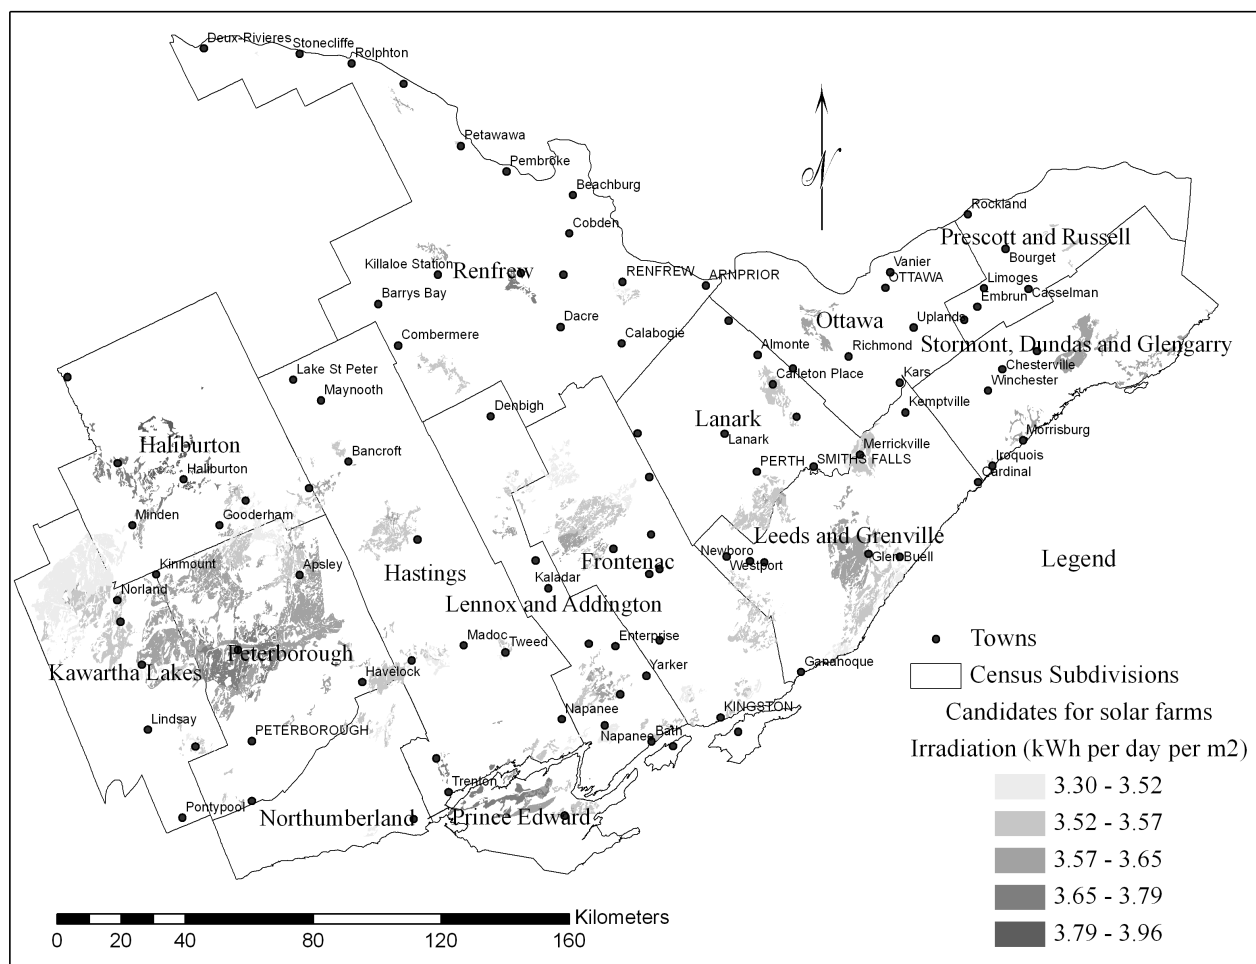 Deux-Rivieres
Stonecliffe
Rolphton
Petawawa
Pembroke
Beachburg
Cobden
Rockland
Prescott and Russell
Bourget
Killaloe Station
Renfrew
RENFREW
ARNPRIOR
Vanier
OTTAWA
Limoges
Casselman
Embrun
Barrys Bay
Dacre
Ottawa
Uplands
Combermere
Calabogie
Almonte
Richmond
Stormont, Dundas and Glengarry
Lake St Peter
Carleton Place
Kars
Chesterville
Winchester
Maynooth
Denbigh
Lanark
Kemptville
Haliburton
Lanark
Merrickville
Morrisburg
Bancroft
Haliburton
PERTH
SMITHS FALLS
Iroquois
Cardinal
Minden
Gooderham
Leeds and Grenville
Newboro
Westport
Glen Buell
Legend
Kinmount
Apsley
Hastings
Kaladar
Frontenac
Norland
Lennox and Addington
Madoc
Tweed
Enterprise
Towns
Peterborough
Kawartha Lakes
Havelock
Yarker
Gananoque
Census Subdivisions
Lindsay
PETERBOROUGH
Napanee
Napanee
Bath
KINGSTON
Candidates for solar farms
Irradiation (kWh per day per m2)
Trenton
3.30 - 3.52
Pontypool
Northumberland
Prince Edward
3.52 - 3.57
3.57 - 3.65
3.65 - 3.79
3.79 - 3.96
Kilometers
0 20 40 80 120 160
N